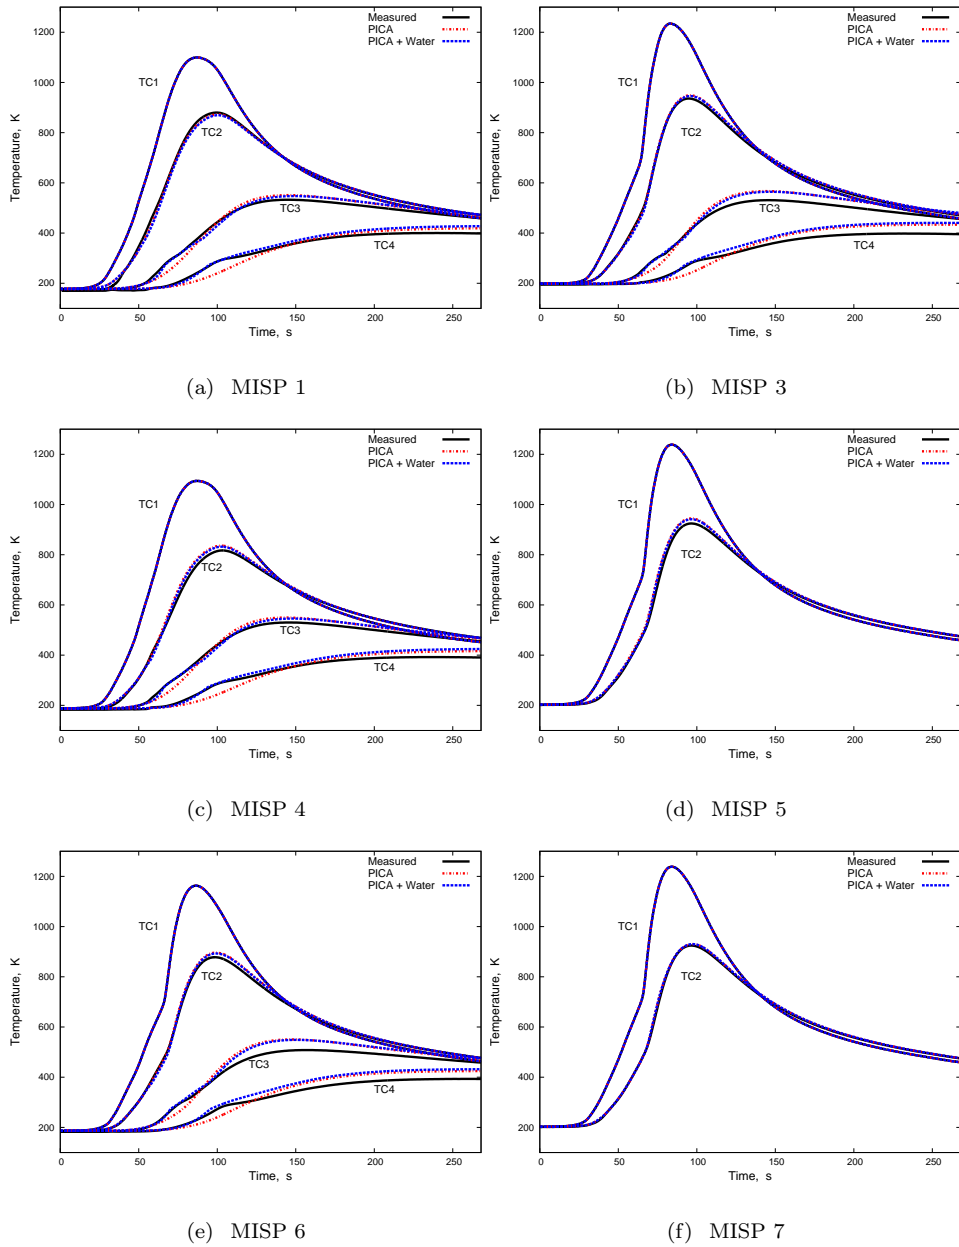 Measured
PICA
PICA + Water
TC1
TC2
TC3
TC4
Temperature, K
200
400
600
800
1000
1200
0 50 100 150 200 250
Time, s
(a) MISP 1
Measured
PICA
PICA + Water
TC1
TC2
TC3
TC4
Temperature, K
200
400
600
800
1000
1200
0 50 100 150 200 250
Time, s
(b) MISP 3
Measured
PICA
PICA + Water
TC1
TC2
TC3
TC4
Temperature, K
200
400
600
800
1000
1200
0 50 100 150 200 250
Time, s
(c) MISP 4
Measured
PICA
PICA + Water
TC1
TC2
Temperature, K
200
400
600
800
1000
1200
0 50 100 150 200 250
Time, s
(d) MISP 5
Measured
PICA
PICA + Water
TC1
TC2
TC3
TC4
Temperature, K
200
400
600
800
1000
1200
0 50 100 150 200 250
Time, s
(e) MISP 6
Measured
PICA
PICA + Water
TC1
TC2
Temperature, K
200
400
600
800
1000
1200
0 50 100 150 200 250
Time, s
(f) MISP 7